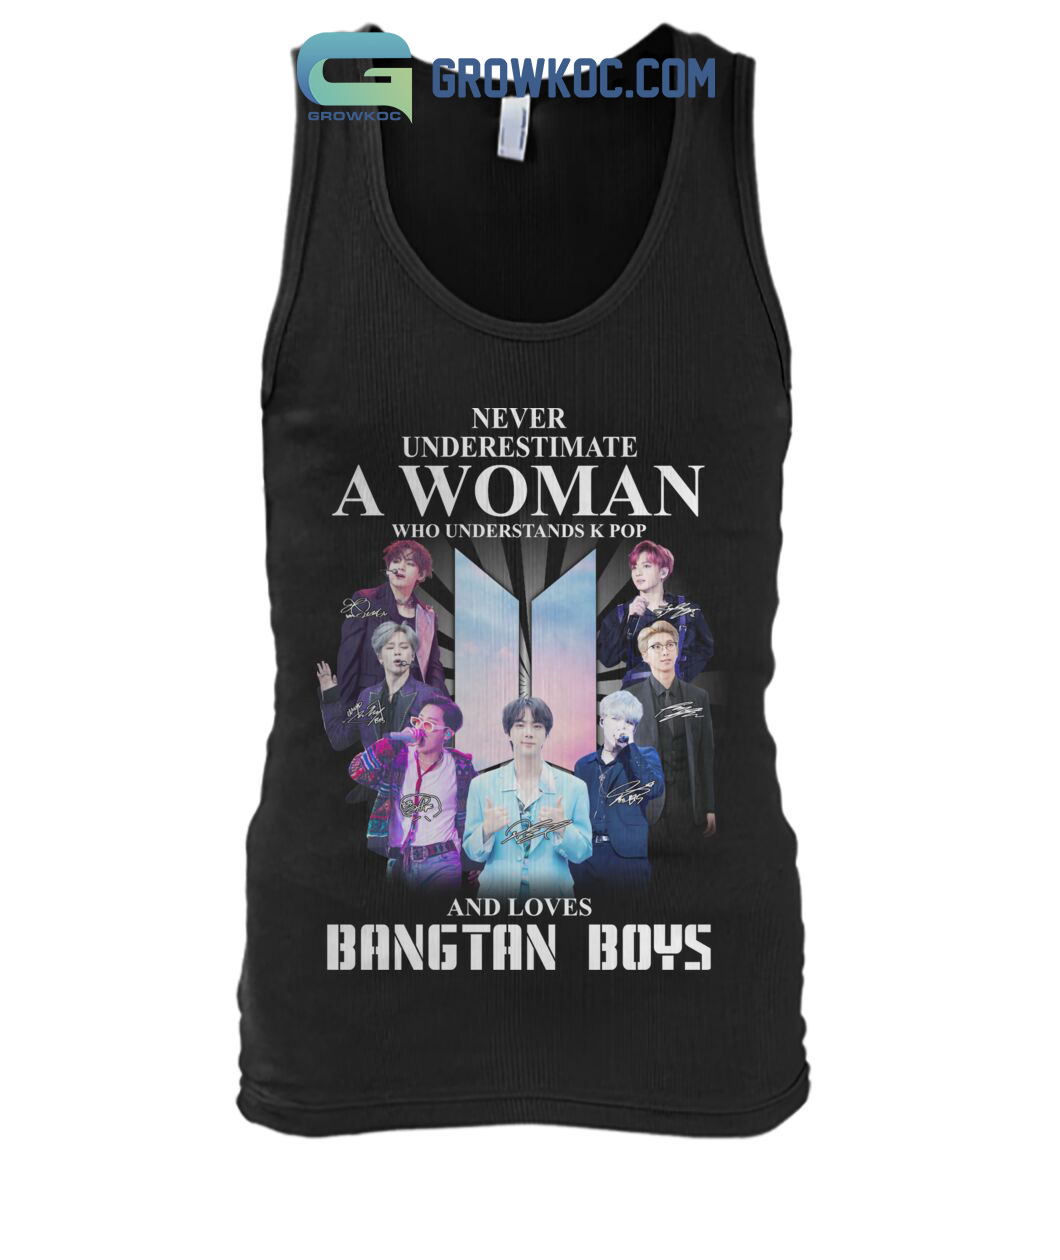 GROWKOC.COM
GROWKOC
NEVER
UNDERESTIMATE
A WOMAN
WHO UNDERSTANDS K POP
AND LOVES
BANGTAN BOYS